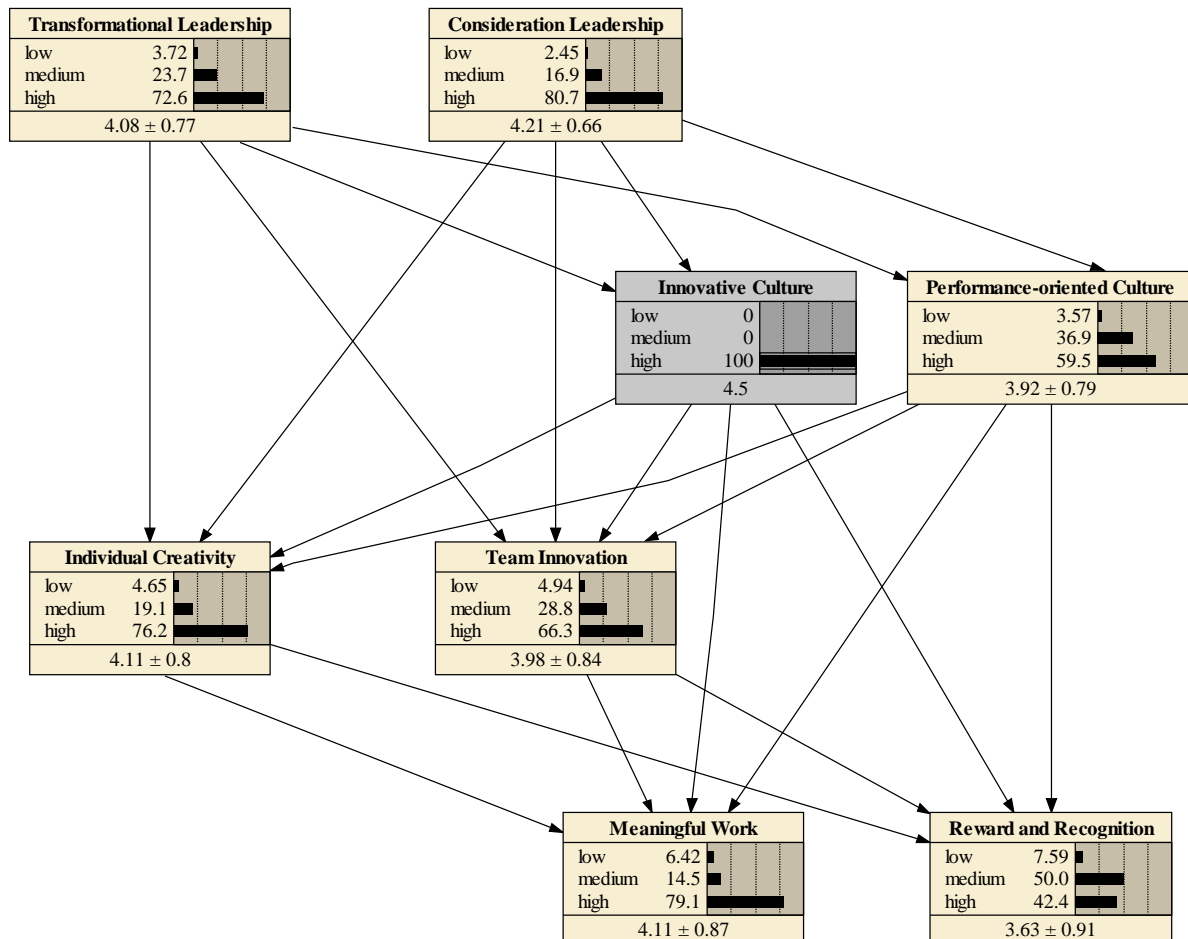 Transformational Leadership
low 3.72
medium 23.7
high 72.6
4.08 ± 0.77
Consideration Leadership
low 2.45
medium 16.9
high 80.7
4.21 ± 0.66
Innovative Culture
low 0
medium 0
high 100
4.5
Performance-oriented Culture
low 3.57
medium 36.9
high 59.5
3.92 ± 0.79
Individual Creativity
low 4.65
medium 19.1
high 76.2
4.11 ± 0.8
Team Innovation
low 4.94
medium 28.8
high 66.3
3.98 ± 0.84
Meaningful Work
low 6.42
medium 14.5
high 79.1
4.11 ± 0.87
Reward and Recognition
low 7.59
medium 50.0
high 42.4
3.63 ± 0.91